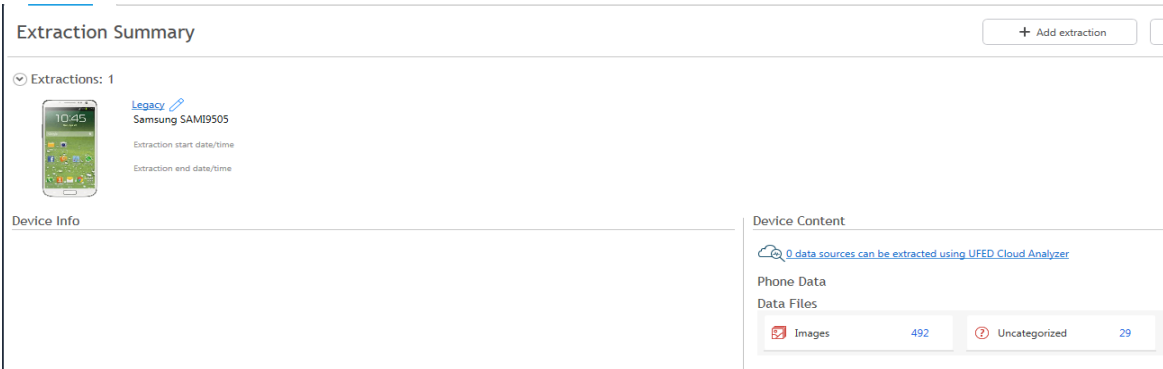 Extraction Summary
+ Add extraction
Extractions: 1
10:45
Legacy
Samsung SAMI9505
Extraction start date/time
Extraction end date/time
Device Info
Device Content
0 data sources can be extracted using UFED Cloud Analyzer
Phone Data
Data Files
Images 492
? Uncategorized 29